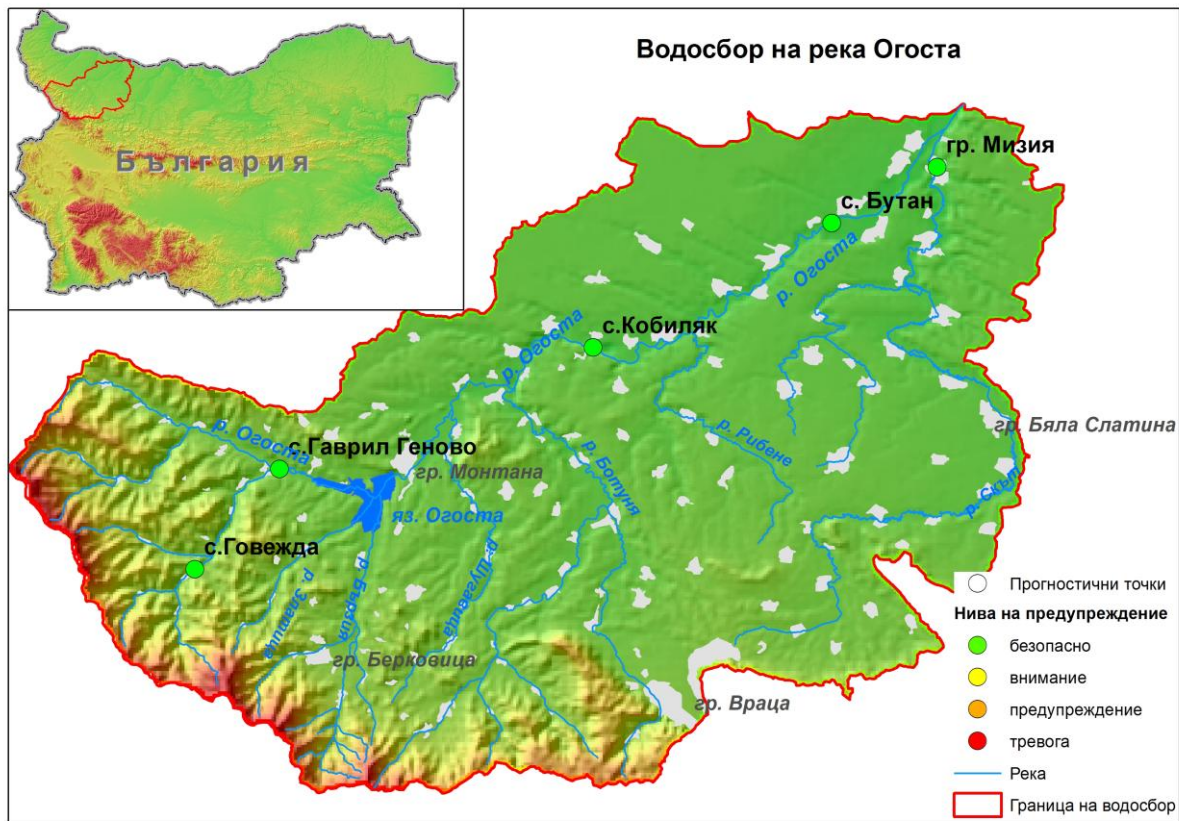 Водосбор на река Огоста
България
гр. Мизия
с. Бутан
р. Огоста
с.Кобиляк
р. Огоста
гр. Бяла Слатина
р. Рибене
р. Огоста
с.Гаврил Геново
гр. Монтана
р. Ботуня
р. Скът
яз. Огоста
с.Говежда
р. Златица
р. Бързия
р. Шугавица
гр. Берковица
гр. Враца
Прогностични точки
Нива на предупреждение
безопасно
внимание
предупреждение
тревога
Река
Граница на водосбор